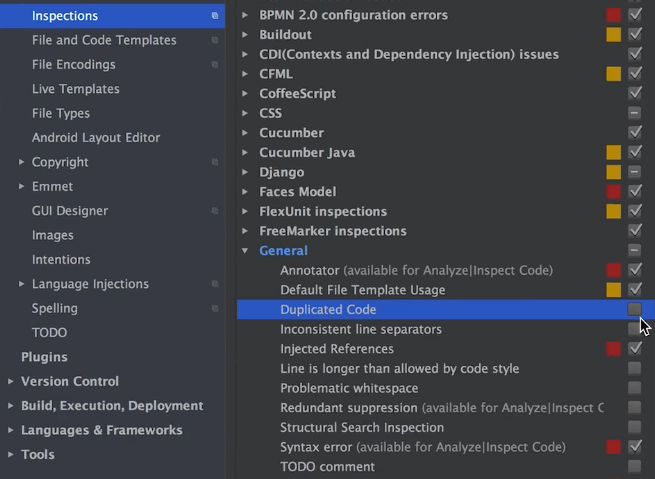 Inspections
File and Code Templates
File Encodings
Live Templates
File Types
Android Layout Editor
Copyright
Emmet
GUI Designer
Images
Intentions
Language Injections
Spelling
TODO
Plugins
Version Control
Build, Execution, Deployment
Languages & Frameworks
Tools
BPMN 2.0 configuration errors
Buildout
CDI(Contexts and Dependency Injection) issues
CFML
CoffeeScript
CSS
Cucumber
Cucumber Java
Django
Faces Model
FlexUnit inspections
FreeMarker inspections
General
Annotator (available for Analyze|Inspect Code)
Default File Template Usage
Duplicated Code
Inconsistent line separators
Injected References
Line is longer than allowed by code style
Problematic whitespace
Redundant suppression (available for Analyze|Inspect C
Structural Search Inspection
Syntax error (available for Analyze|Inspect Code)
TODO comment